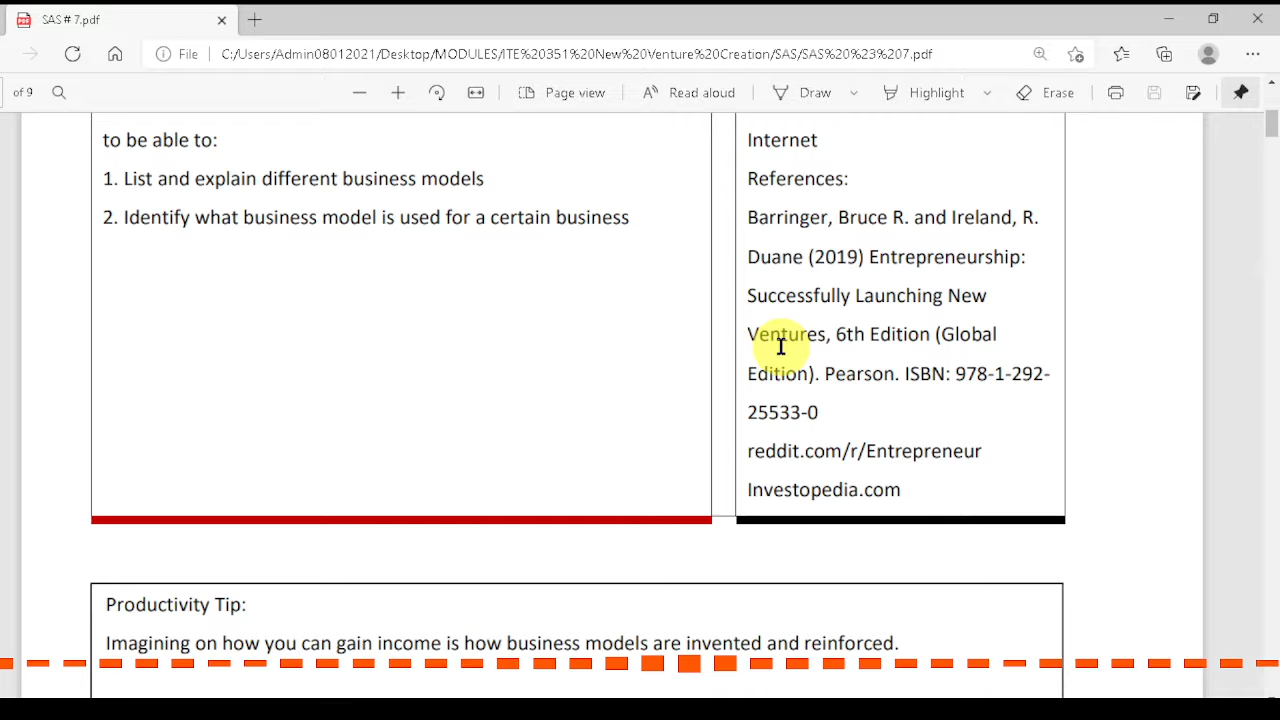 SAS # 7.pdf
File
C:/Users/Admin08012021/Desktop/MODULES/ITE%20351%20New%20Venture%20Creation/SAS/SAS%20%23%207.pdf
of 9
Page view
Read aloud
Draw
Highlight
Erase
to be able to:
1. List and explain different business models
2. Identify what business model is used for a certain business
Internet
References:
Barringer, Bruce R. and Ireland, R.
Duane (2019) Entrepreneurship:
Successfully Launching New
Ventures, 6th Edition (Global
Edition). Pearson. ISBN: 978-1-292-
25533-0
reddit.com/r/Entrepreneur
Investopedia.com
Productivity Tip:
Imagining on how you can gain income is how business models are invented and reinforced.